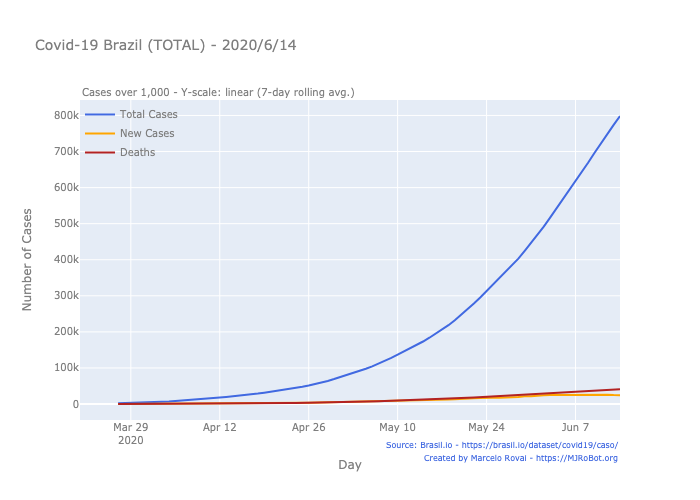 Covid-19 Brazil (TOTAL) - 2020/6/14
Cases over 1,000 - Y-scale: linear (7-day rolling avg.)
Total Cases
New Cases
Deaths
800k
700k
600k
500k
400k
300k
200k
100k
0
Number of Cases
Mar 29 Apr 12 Apr 26 May 10 May 24 Jun 7
2020
Day
Source: Brasil.io - https://brasil.io/dataset/covid19/caso/
Created by Marcelo Rovai - https://MJRoBot.org